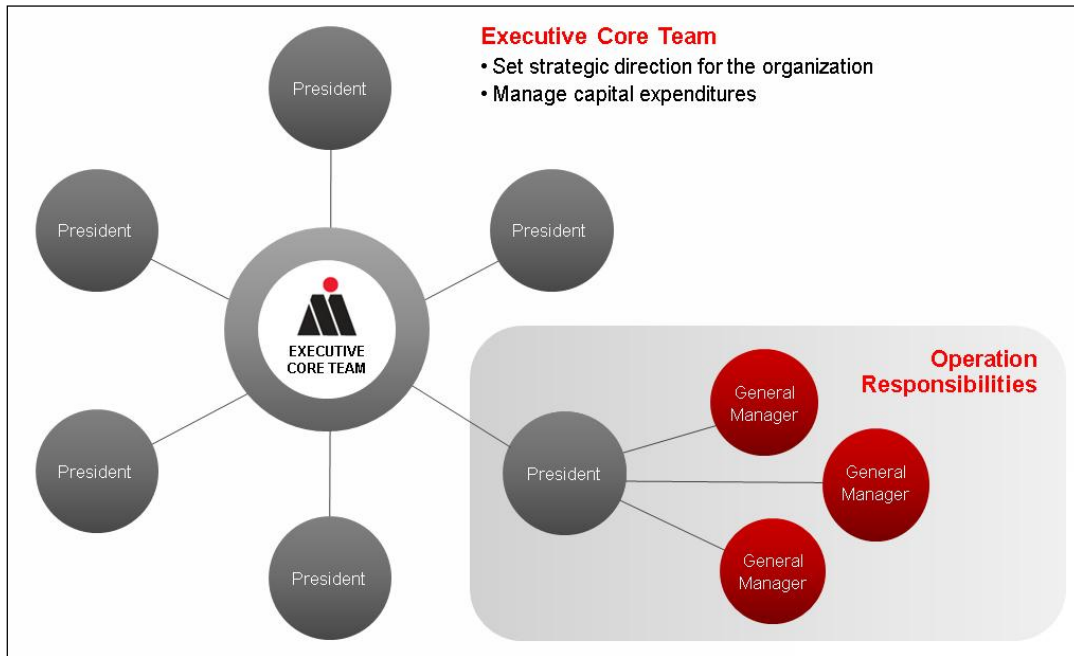 Executive Core Team
• Set strategic direction for the organization
• Manage capital expenditures
President
President
President
EXECUTIVE
CORE TEAM
Operation
Responsibilities
General
Manager
President
President
General
Manager
General
Manager
President